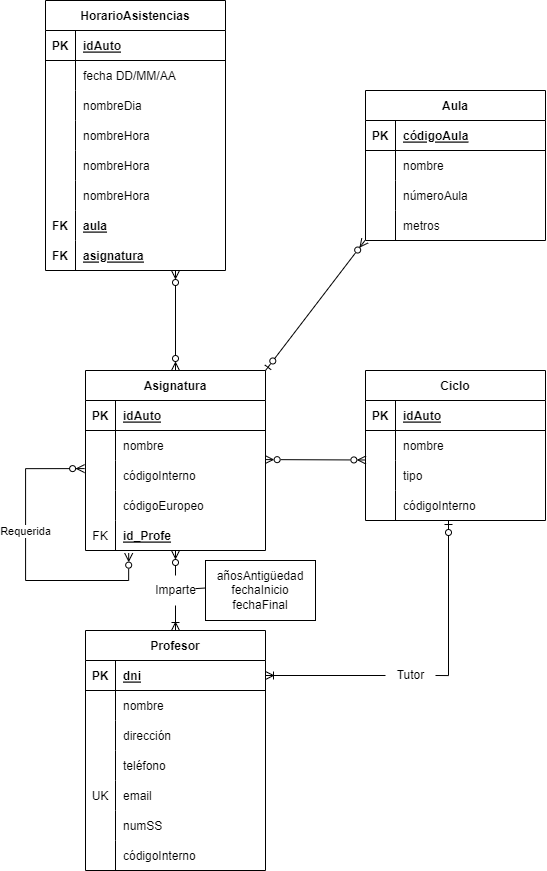 HorarioAsistencias
PK idAuto
fecha DD/MM/AA
nombreDia
nombreHora
nombreHora
nombreHora
FK aula
FK asignatura
Aula
PK códigoAula
nombre
númeroAula
metros
Asignatura
PK idAuto
nombre
códigoInterno
códigoEuropeo
FK id_Profe
Ciclo
PK idAuto
nombre
tipo
códigoInterno
Requerida
Imparte
añosAntigüedad
fechaInicio
fechaFinal
Profesor
PK dni
nombre
dirección
teléfono
UK email
numSS
códigoInterno
Tutor